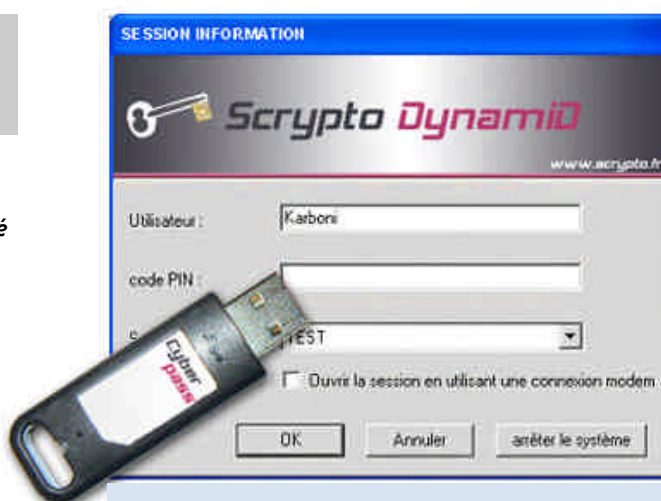 SESSION INFORMATION
Scrypto DynamiD
www.scrypto.fr
é
Utilisateur :
Karboni
code PIN :
S
TEST
Ouvrir la session en utilisant une connexion modem
OK
Annuler
arrêter le système
Cyber
pass